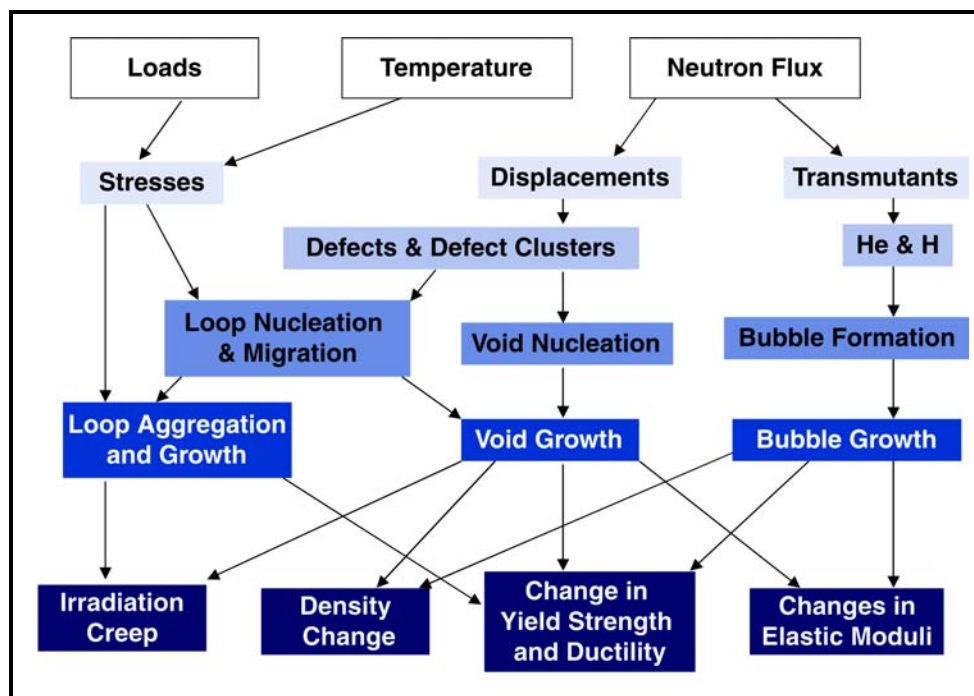 Loads
Temperature
Neutron Flux
Stresses
Displacements
Transmutants
Defects & Defect Clusters
He & H
Loop Nucleation
& Migration
Void Nucleation
Bubble Formation
Loop Aggregation
and Growth
Void Growth
Bubble Growth
Irradiation
Creep
Density
Change
Change in
Yield Strength
and Ductility
Changes in
Elastic Moduli